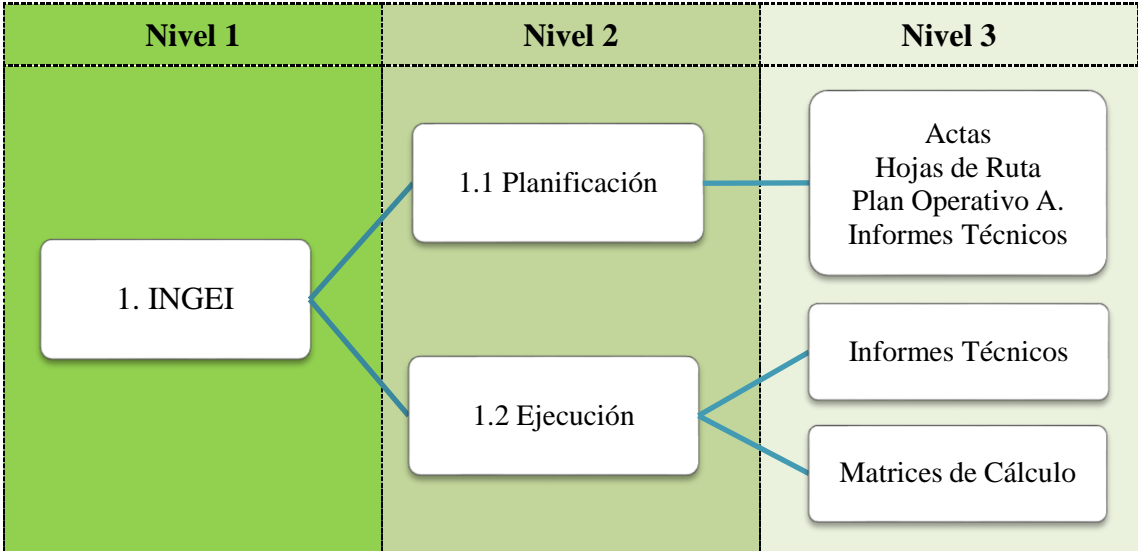 Nivel 1
Nivel 2
Nivel 3
1. INGEI
1.1 Planificación
Actas
Hojas de Ruta
Plan Operativo A.
Informes Técnicos
1.2 Ejecución
Informes Técnicos
Matrices de Cálculo